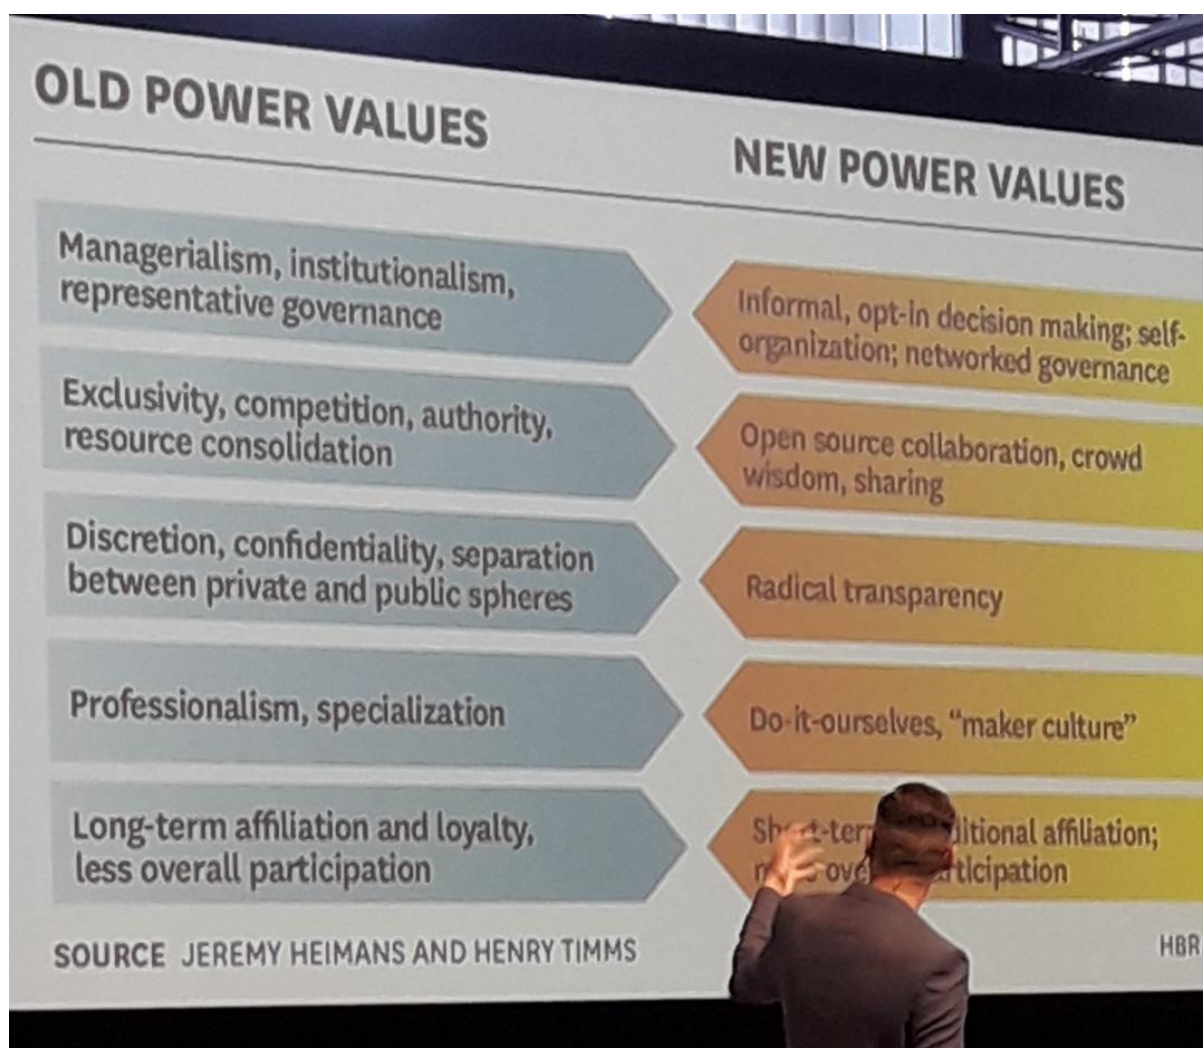 OLD POWER VALUES
NEW POWER VALUES
Managerialism, institutionalism,
representative governance
Informal, opt-in decision making; self-
organization; networked governance
Exclusivity, competition, authority,
resource consolidation
Open source collaboration, crowd
wisdom, sharing
Discretion, confidentiality, separation
between private and public spheres
Radical transparency
Professionalism, specialization
Do-it-ourselves, “maker culture”
Long-term affiliation and loyalty,
less overall participation
affiliation;
SOURCE JEREMY HEIMANS AND HENRY TIMMS
HBR.